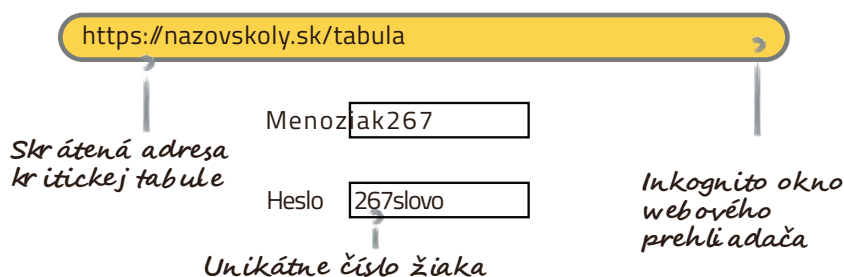 https://nazovskoly.sk/tabula
Skrátená adresa
kritickej tabule
Menoziak267
Heslo 267slovo
Unikátne číslo žiaka
Inkognito okno
webového
prehliadača